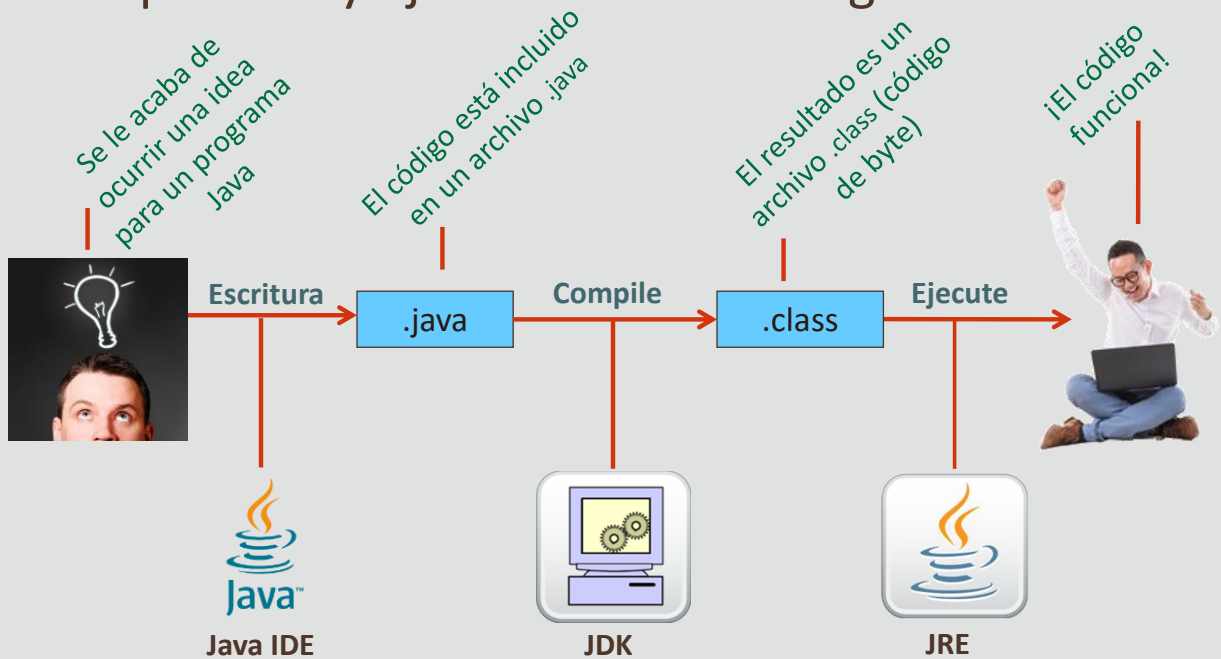 Se le acaba de
ocurrir una idea
para un programa
Java
El código está incluido
en un archivo .java
El resultado es un
archivo .class (código
de byte)
¡El código
funciona!
Escritura
.java
Compile
.class
Ejecute
Java™
Java IDE
JDK
JRE